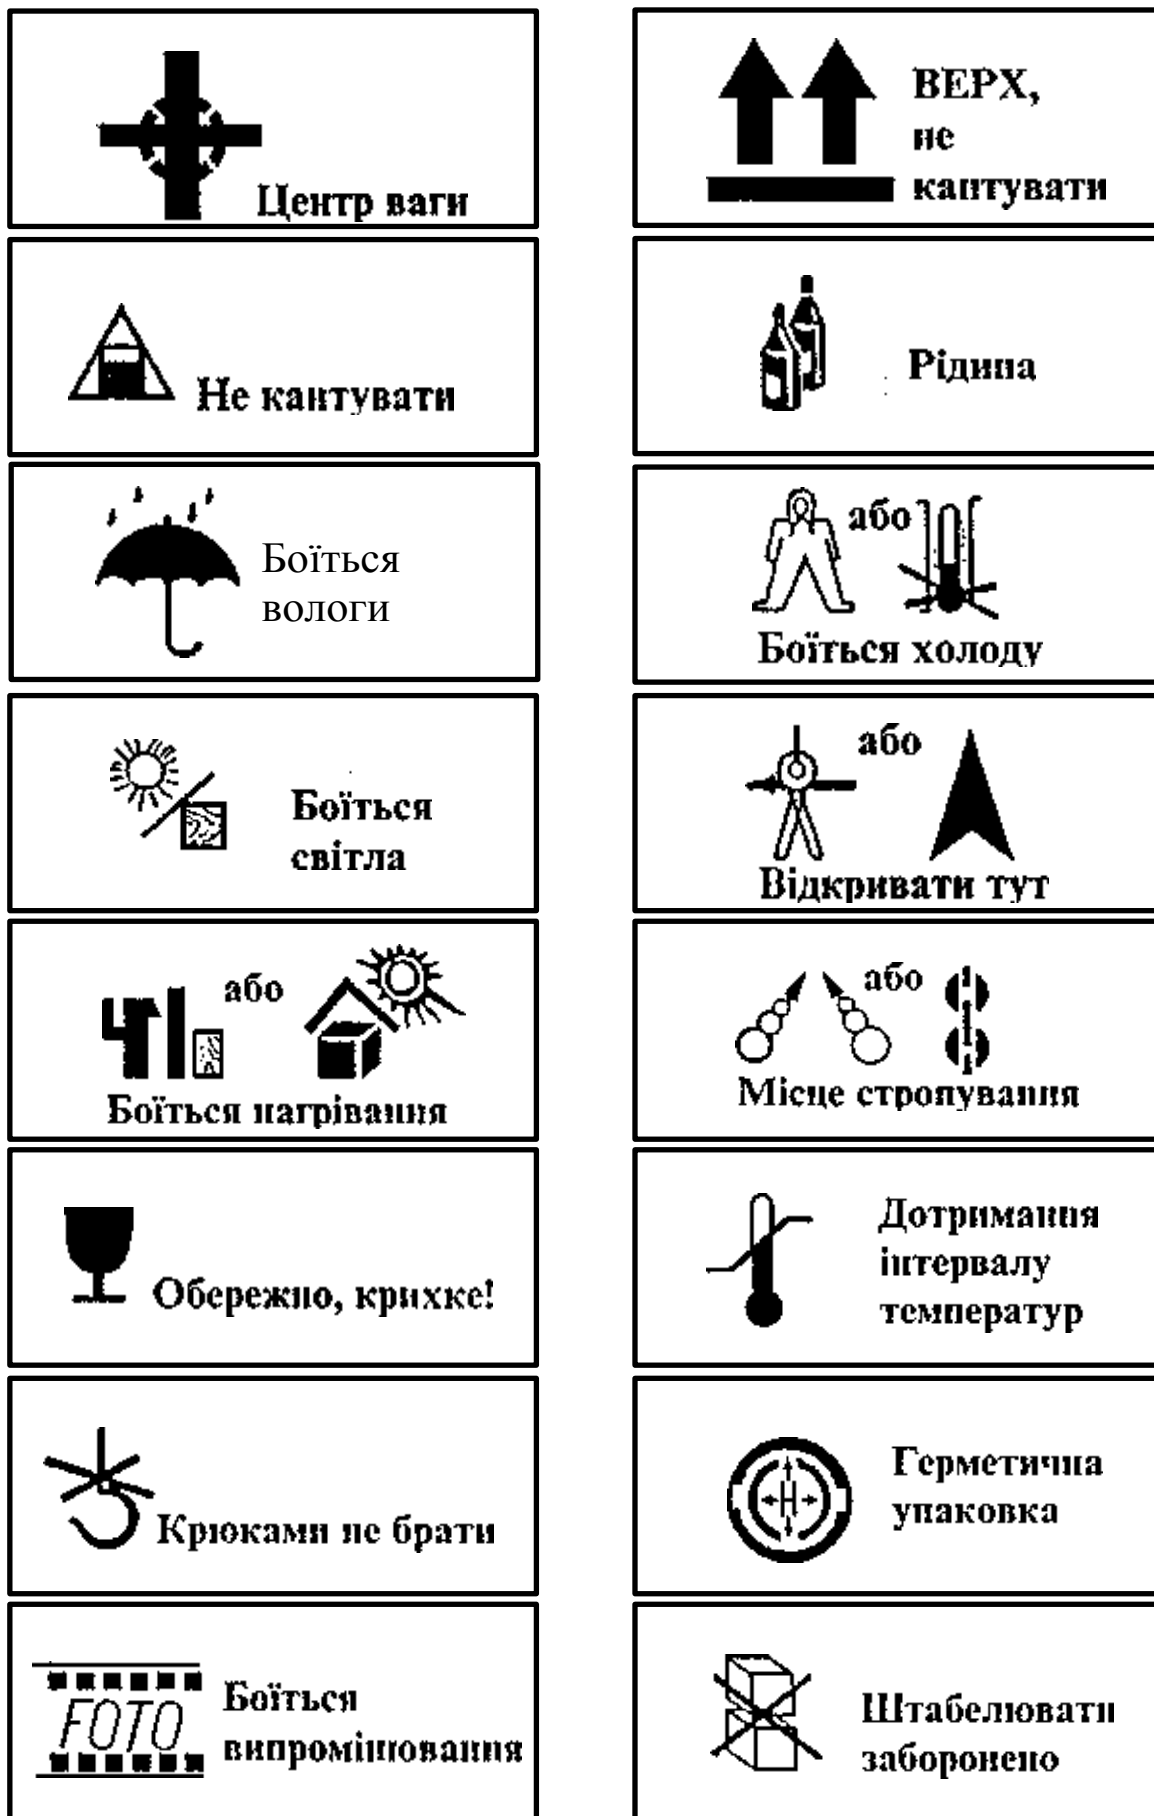 Центр ваги
ВЕРХ,
не
кантувати
Не кантувати
Рідина
Боїться
вологи
або
Боїться холоду
Боїться
світла
або
Відкривати тут
або
Боїться нагрівання
або
Місце стропування
Обережно, крихке!
Дотримання
інтервалу
температур
Крюками не брати
Герметична
упаковка
FOTO
Боїться
випромінювання
Штабелювати
заборонено